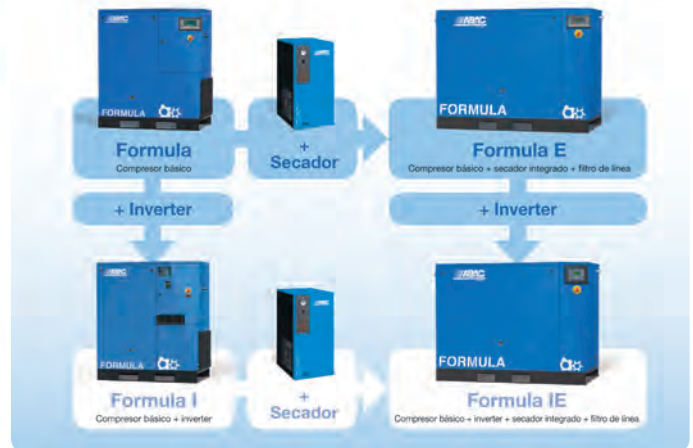 ABAC
ABAC
ABAC
FORMULA
FORMULA
Formula
Compresor básico
+
Secador
Formula E
Compresor básico + secador integrado + filtro de línea
+ Inverter
+ Inverter
ABAC
ABAC
ABAC
FORMULA
FORMULA
Formula I
Compresor básico + inverter
+
Secador
Formula IE
Compresor básico + inverter + secador integrado + filtro de línea